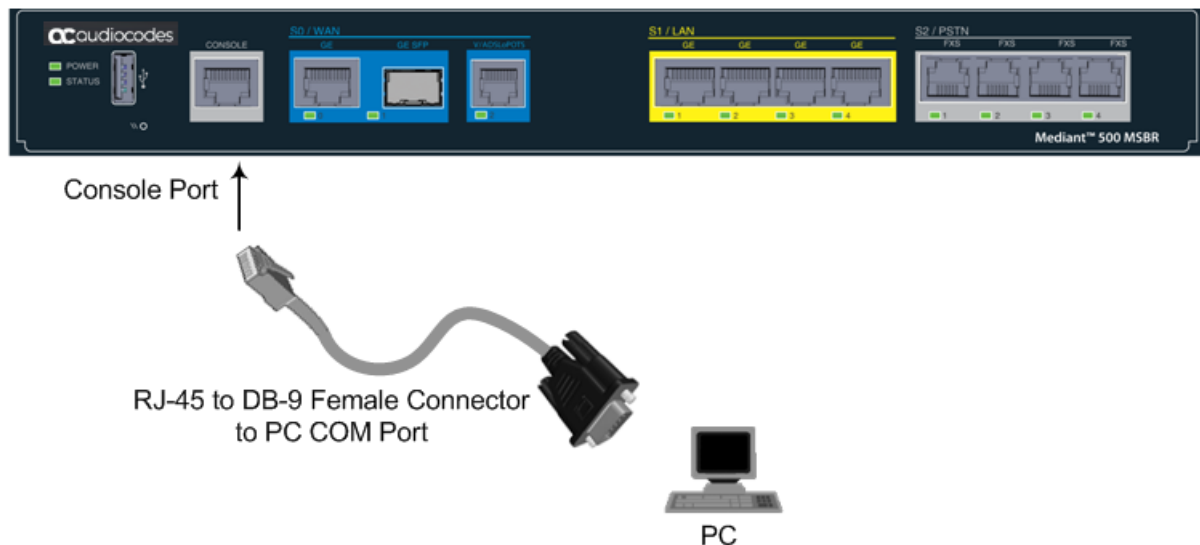 audiocodes
POWER
STATUS
CONSOLE
S0 / WAN
GE
GE SFP
V/ADSLoPOTS
S1 / LAN
GE
GE
GE
GE
1
2
3
4
S2 / PSTN
FXS
FXS
FXS
FXS
1
2
3
4
Mediant™ 500 MSBR
Console Port
RJ-45 to DB-9 Female Connector
to PC COM Port
PC